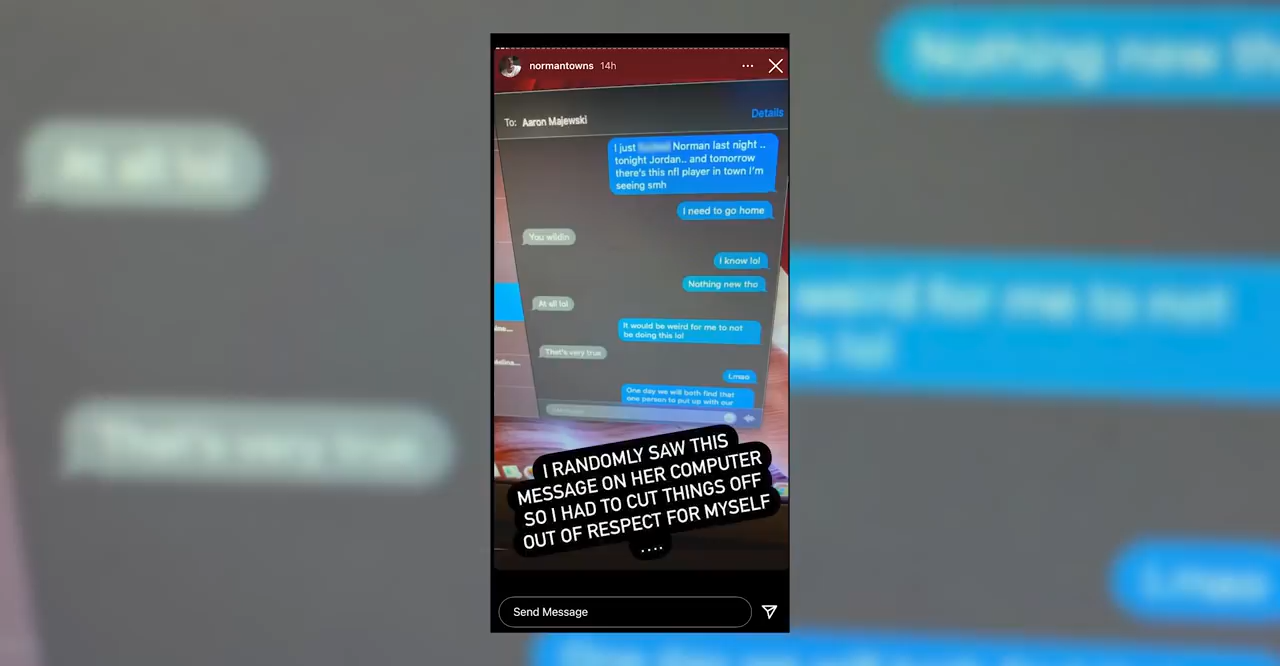 normantowns 14h
To: Aaron Majewski
Details
I just Norman last night ..
tonight Jordan.. and tomorrow
there's this nfl player in town I'm
seeing smh
I need to go home
You wildin
I know lol
Nothing new tho
At all lol
It would be weird for me to not
be doing this lol
That's very true
Lmao
One day we will both find that
one person to put up with our
I RANDOMLY SAW THIS
MESSAGE ON HER COMPUTER
SO I HAD TO CUT THINGS OFF
OUT OF RESPECT FOR MYSELF
....
Send Message